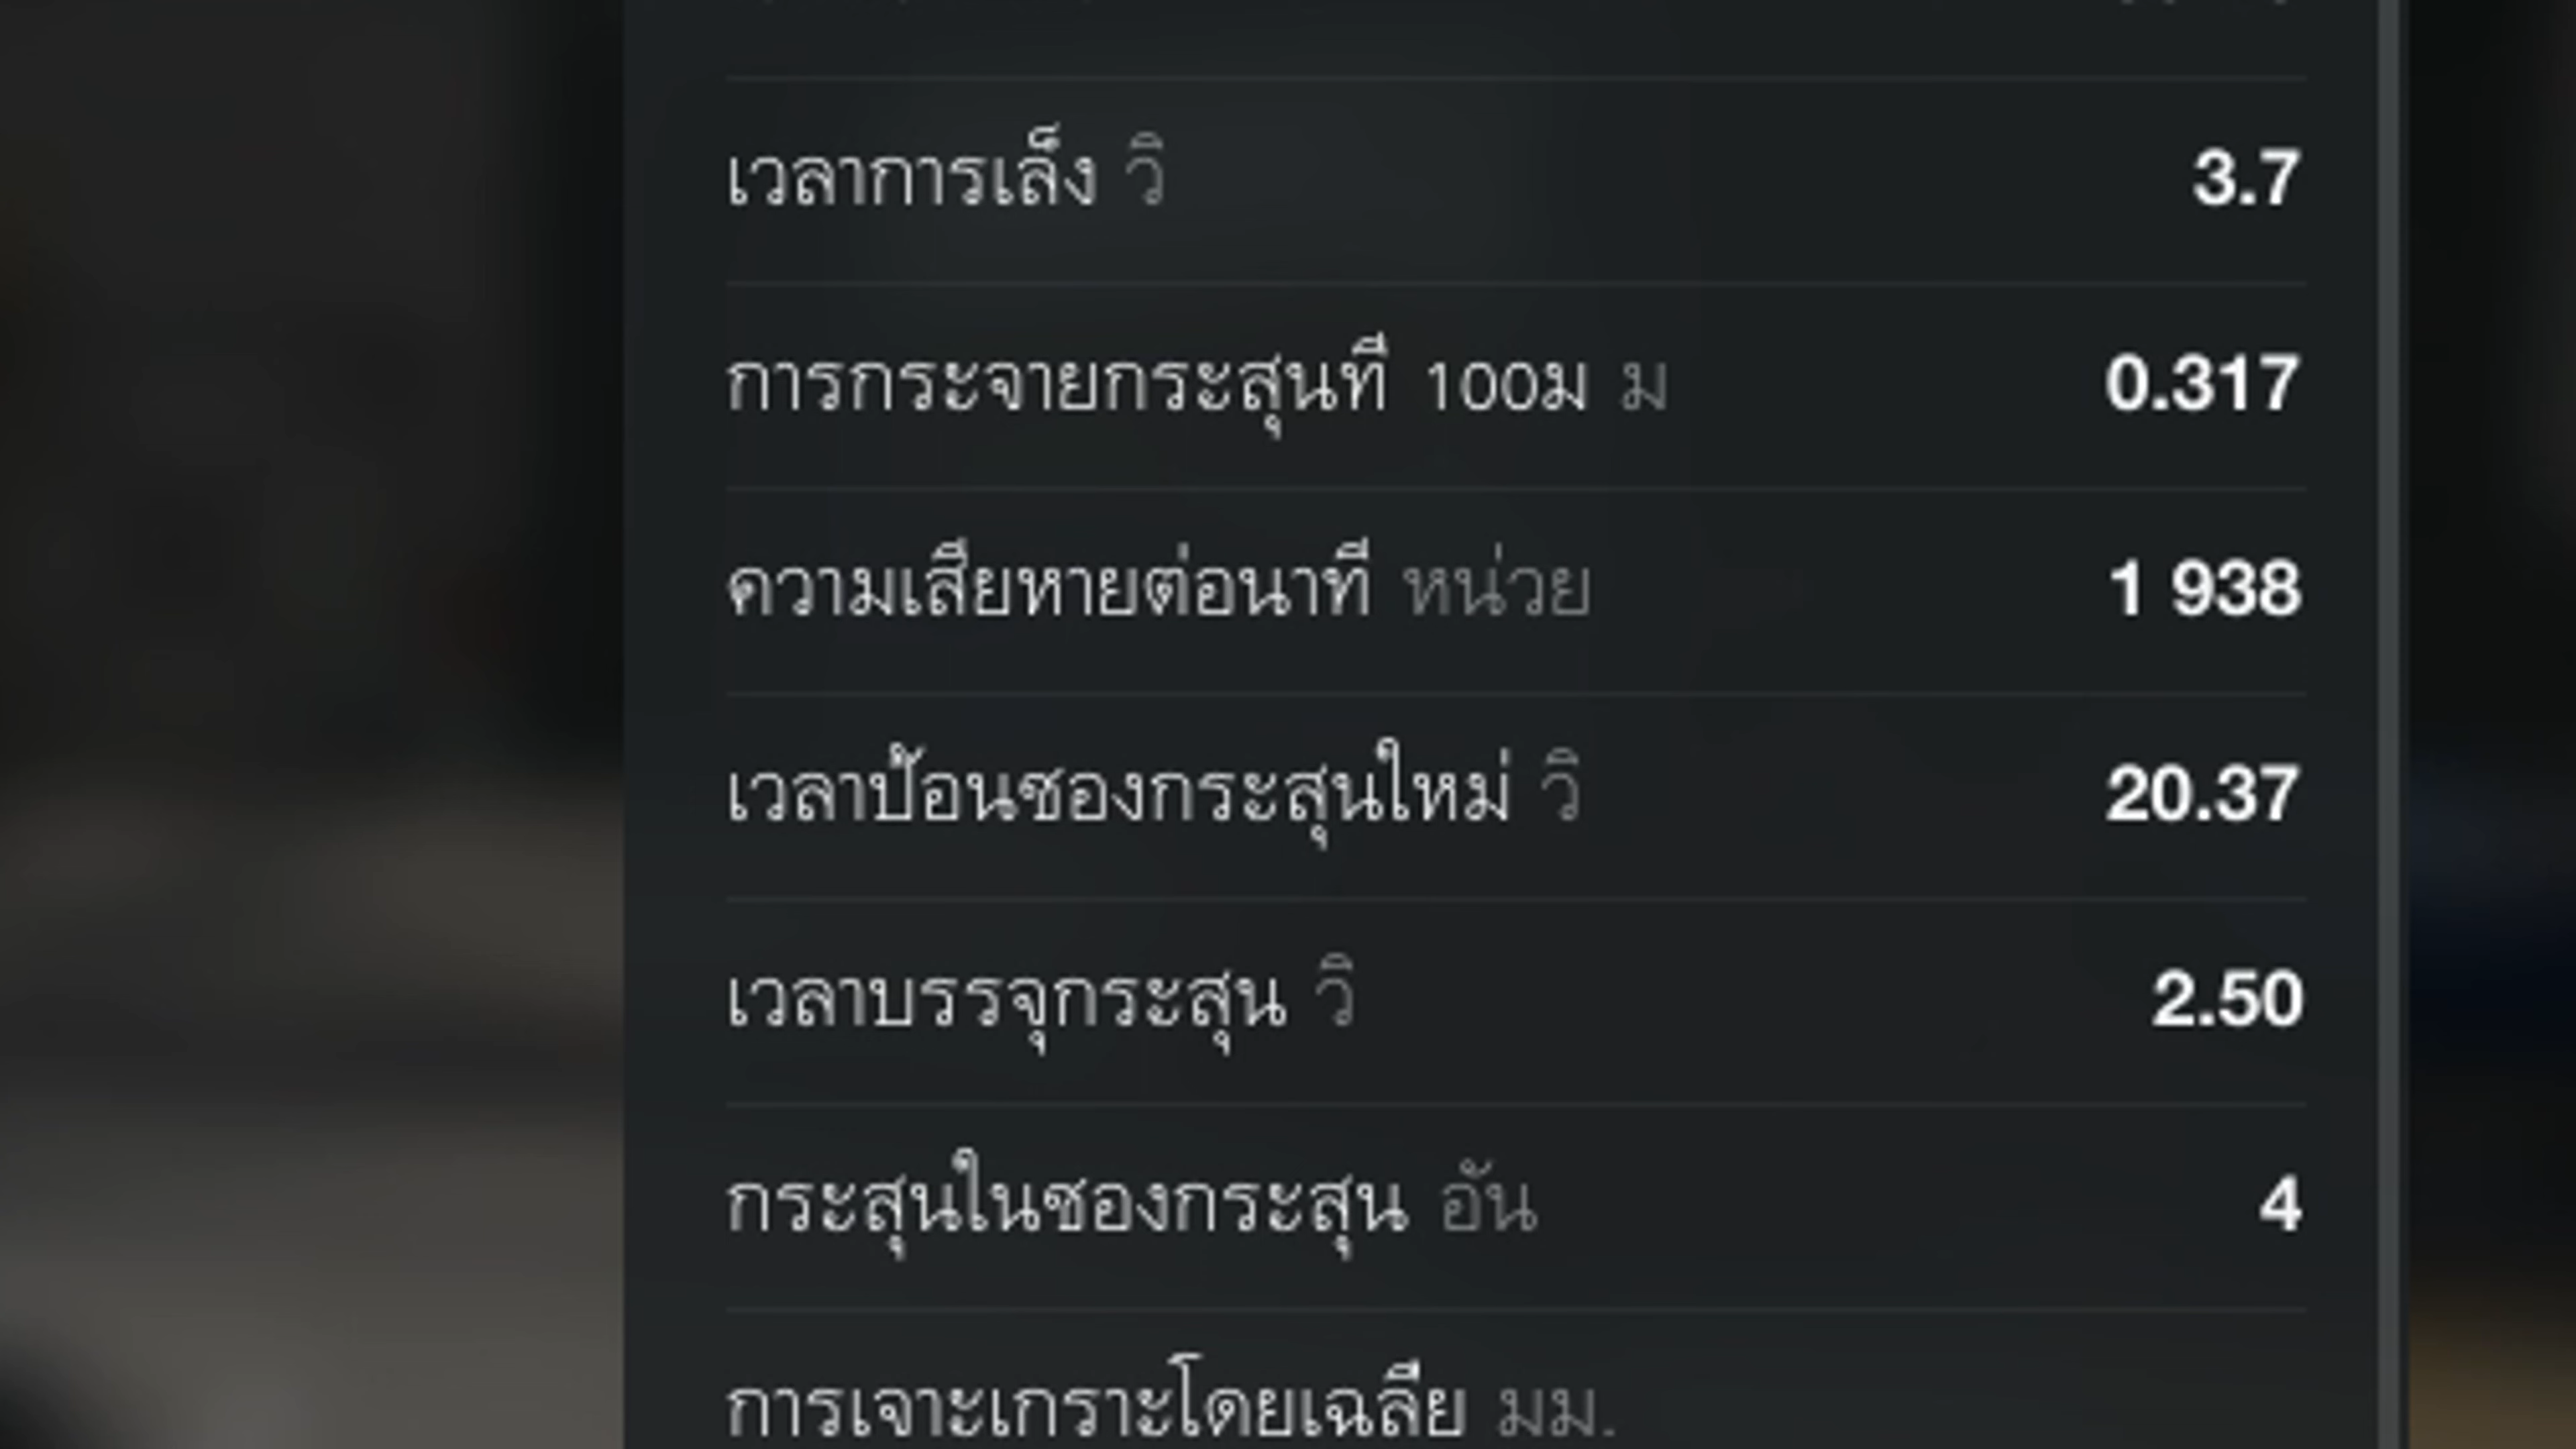 เวลาการเล็ง วิ 3.7
การกระจายกระสุนที่ 100ม ม 0.317
ความเสียหายต่อนาที หน่วย 1 938
เวลาป้อนซองกระสุนใหม่ วิ 20.37
เวลาบรรจุกระสุน วิ 2.50
กระสุนในซองกระสุน อัน 4
การเจาะเกราะโดยเฉลี่ย มม.